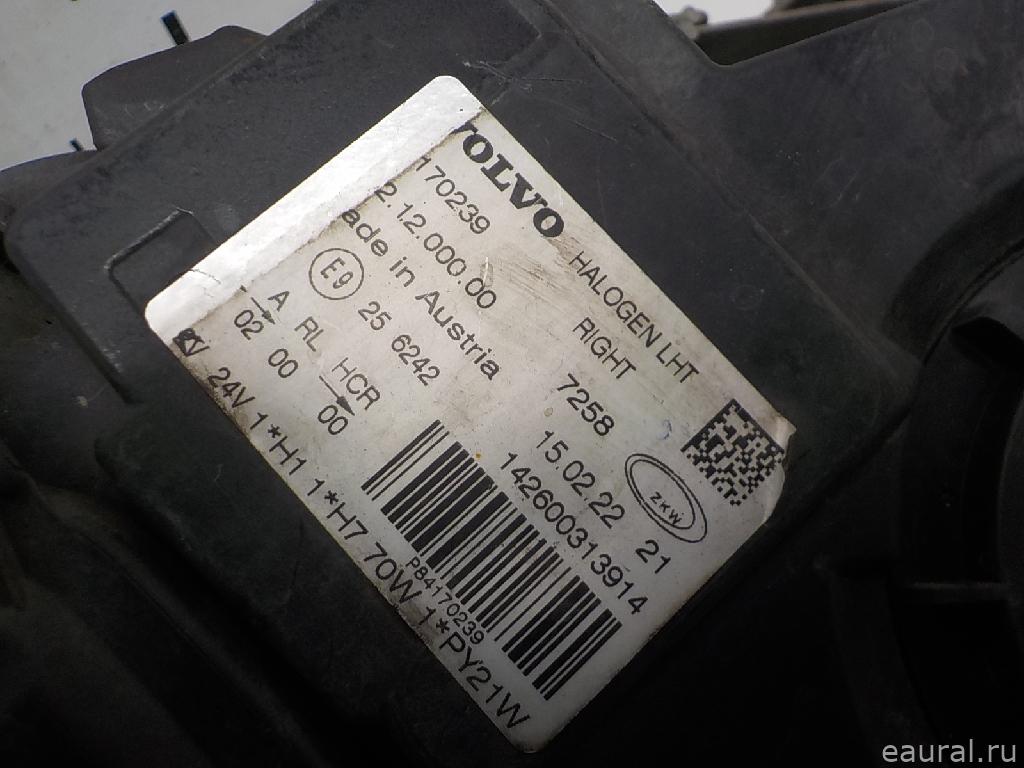 VOLVO HALOGEN LHT
170239 RIGHT
2 12.000.00 7258
ade in Austria 15.02.22 21
E9 25 6242 142600313914
ZKW
A RL HCR
02 00 00
P84170239
24V 1*H1 1*H7 70W 1*PY21W
eaural.ru